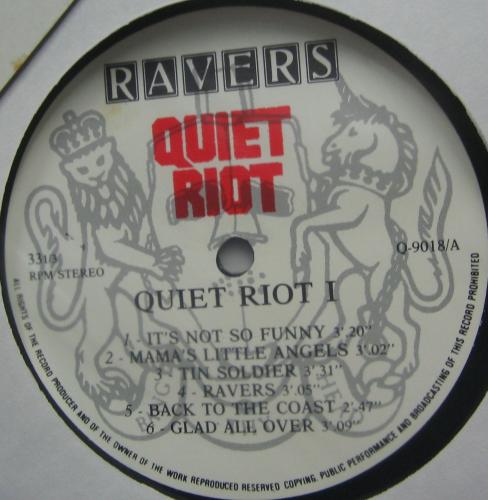 RAVERS
QUIET
RIOT
33 1/3
RPM STEREO
Q-9018/A
QUIET RIOT I
1 - IT'S NOT SO FUNNY 3'20"
2 - MAMA'S LITTLE ANGELS 3'02"
3 - TIN SOLDIER 3'31"
4 - RAVERS 3'05"
5 - BACK TO THE COAST 2'47"
6 - GLAD ALL OVER 3'09"
ALL RIGHTS OF THE RECORD PRODUCER AND OF THE OWNER OF THE WORK REPRODUCED RESERVED COPYING, PUBLIC PERFORMANCE AND BROADCASTING OF THIS RECORD PROHIBITED